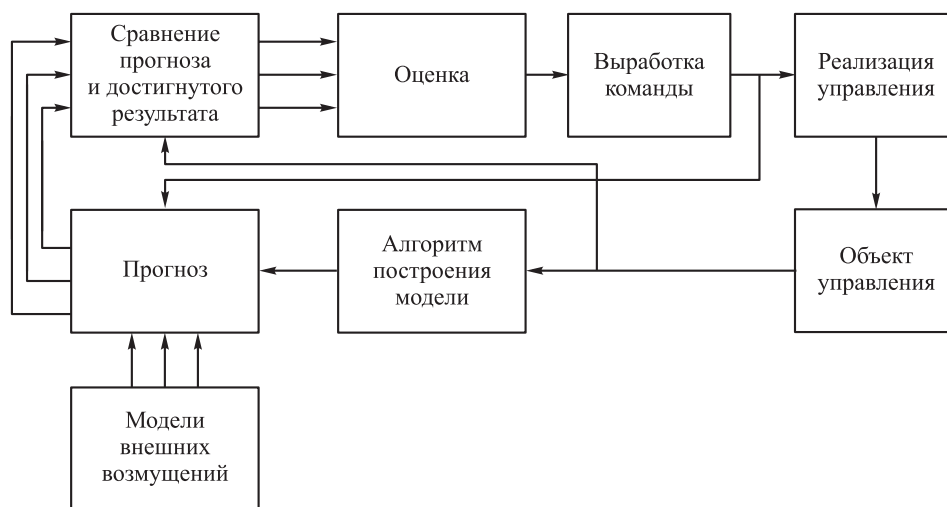 Сравнение
прогноза
и достигнутого
результата
Оценка
Выработка
команды
Реализация
управления
Прогноз
Алгоритм
построения
модели
Объект
управления
Модели
внешних
возмущений